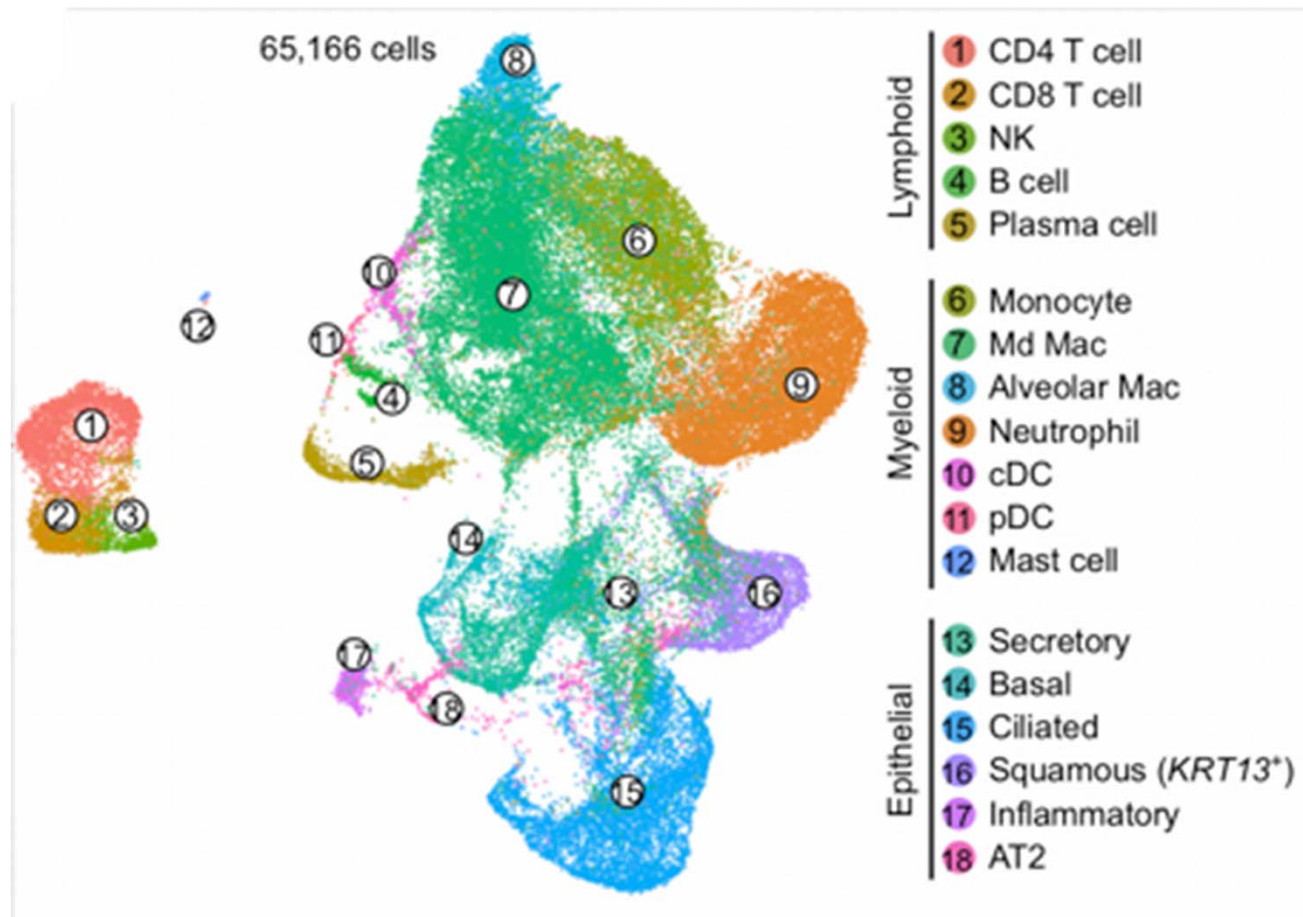 65,166 cells
8
6
10
7
12
11
9
4
1
5
2
3
14
13
16
17
18
15
Lymphoid
1 CD4 T cell
2 CD8 T cell
3 NK
4 B cell
5 Plasma cell
Myeloid
6 Monocyte
7 Md Mac
8 Alveolar Mac
9 Neutrophil
10 cDC
11 pDC
12 Mast cell
Epithelial
13 Secretory
14 Basal
15 Ciliated
16 Squamous (KRT13⁺)
17 Inflammatory
18 AT2